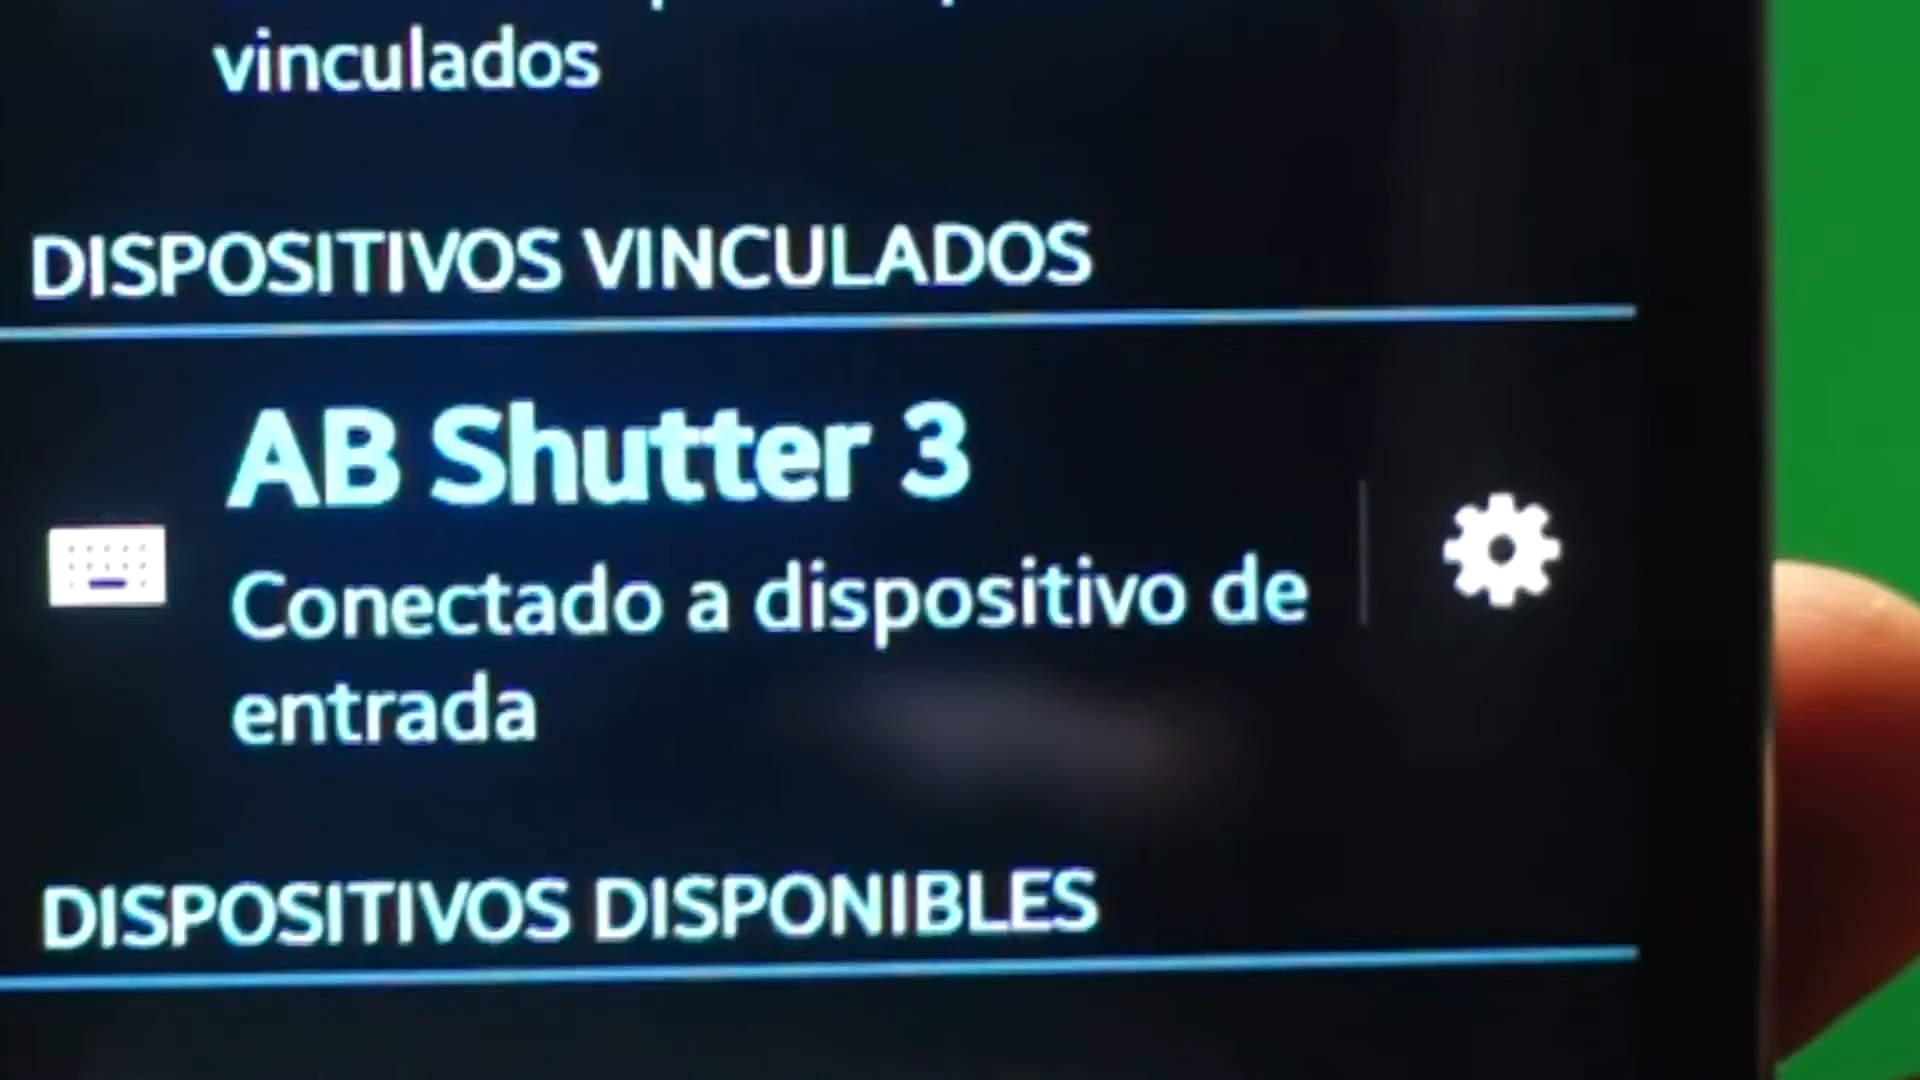 vinculados
DISPOSITIVOS VINCULADOS
AB Shutter 3
Conectado a dispositivo de
entrada
DISPOSITIVOS DISPONIBLES